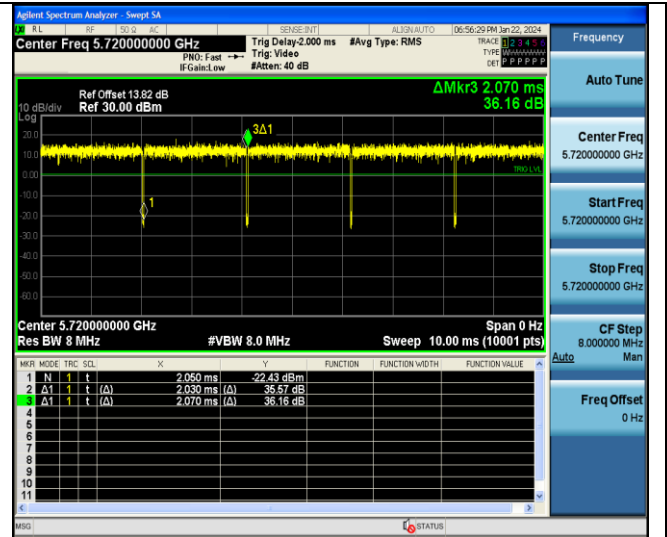 Agilent Spectrum Analyzer - Swept SA
RL RF 50 Ω AC SENSE:INT ALIGN AUTO 06:56:29 PM Jan 22, 2024
Center Freq 5.720000000 GHz Trig Delay-2.000 ms #Avg Type: RMS TRACE 1 2 3 4 5 6
PNO: Fast Trig: Video TYPE
IFGain:Low #Atten: 40 dB DET P P P P P P
Ref Offset 13.82 dB ΔMkr3 2.070 ms
10 dB/div Ref 30.00 dBm 36.16 dB
Log
20.0
3Δ1
10.0
0.00
TRIG LVL
-10.0
1
-20.0
-30.0
-40.0
-50.0
-60.0
Center 5.720000000 GHz Span 0 Hz
Res BW 8 MHz #VBW 8.0 MHz Sweep 10.00 ms (10001 pts)
MKR MODE TRC SCL X Y FUNCTION FUNCTION WIDTH FUNCTION VALUE
1 N 1 t 2.050 ms -22.43 dBm
2 Δ1 1 t (Δ) 2.030 ms (Δ) 35.57 dB
3 Δ1 1 t (Δ) 2.070 ms (Δ) 36.16 dB
4
5
6
7
8
9
10
11
MSG STATUS
Frequency
Auto Tune
Center Freq
5.720000000 GHz
Start Freq
5.720000000 GHz
Stop Freq
5.720000000 GHz
CF Step
8.000000 MHz
Auto Man
Freq Offset
0 Hz